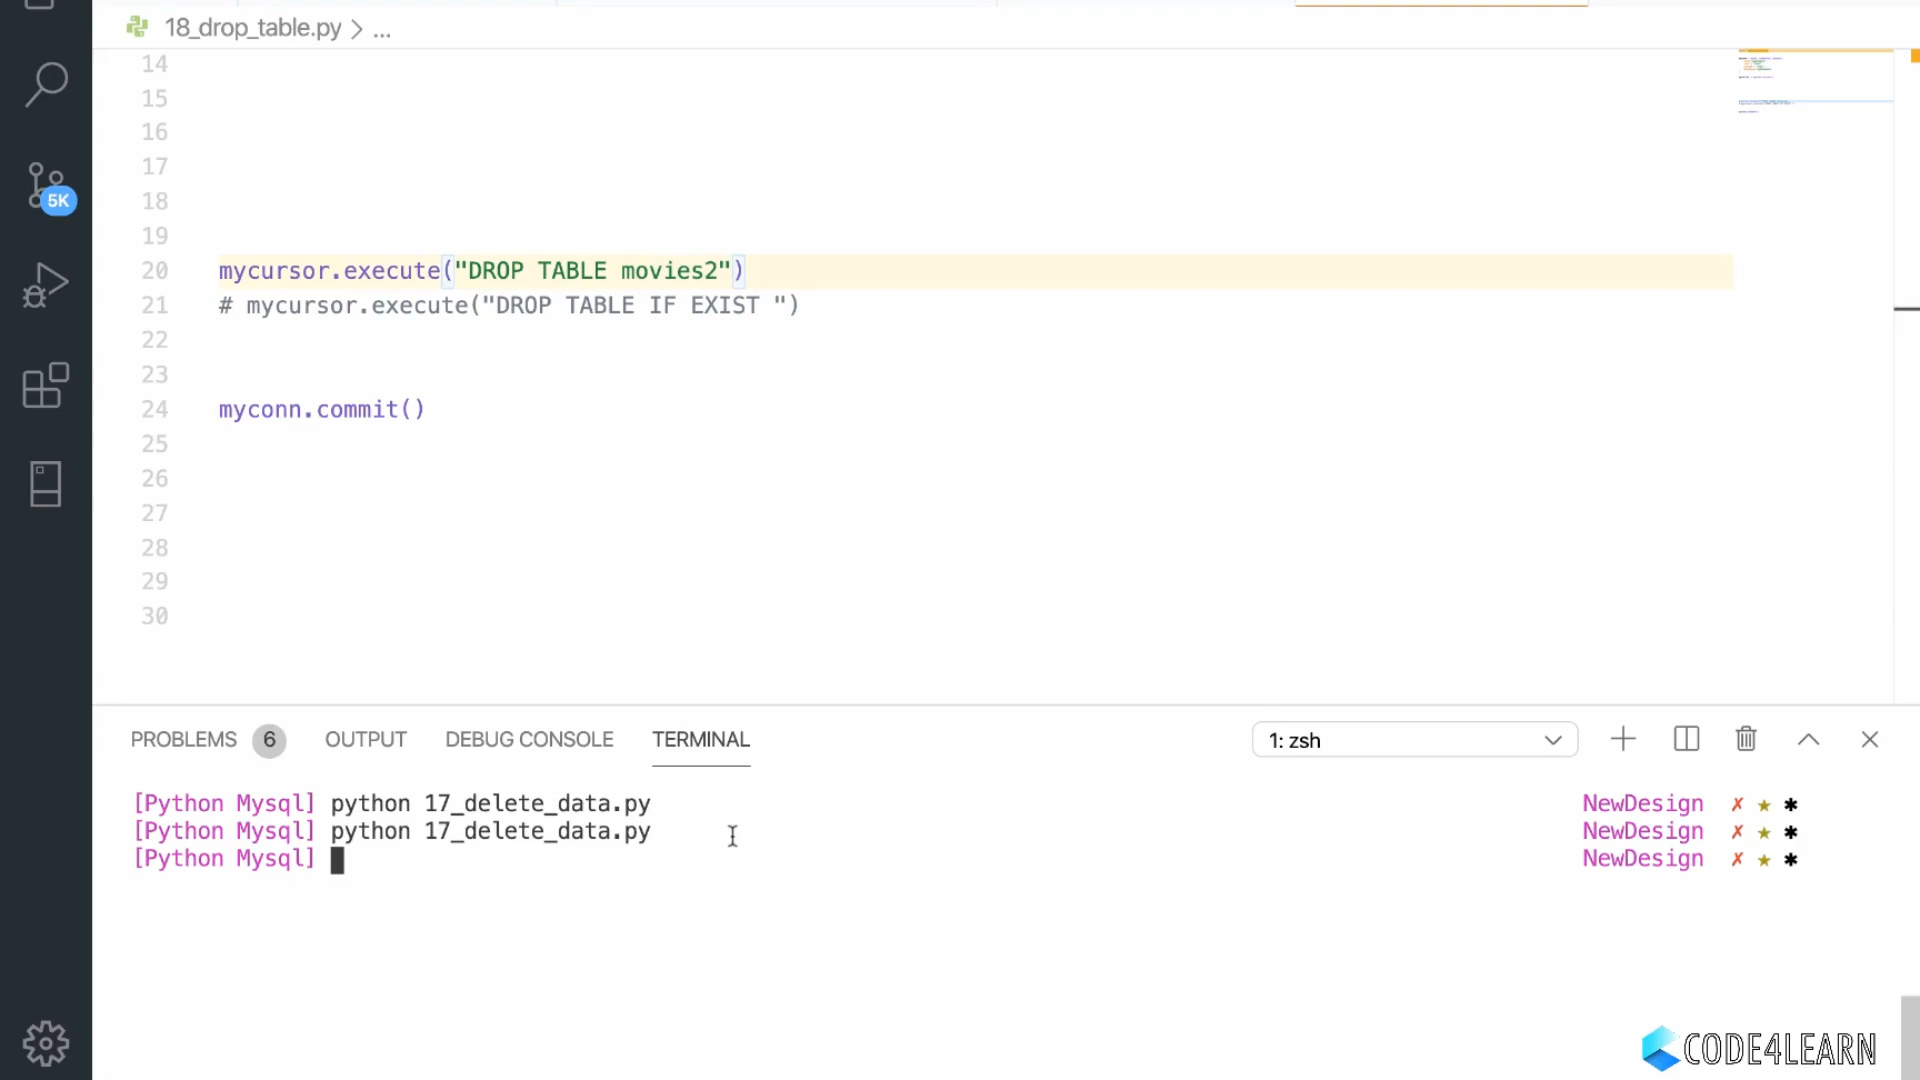 18_drop_table.py > ...
14
15
16
17
18
19
20 mycursor.execute("DROP TABLE movies2")
21 # mycursor.execute("DROP TABLE IF EXIST ")
22
23
24 myconn.commit()
25
26
27
28
29
30
5K
PROBLEMS 6 OUTPUT DEBUG CONSOLE TERMINAL 1: zsh
[Python Mysql] python 17_delete_data.py NewDesign ✗ ★ ✱
[Python Mysql] python 17_delete_data.py NewDesign ✗ ★ ✱
[Python Mysql] NewDesign ✗ ★ ✱
CODE4LEARN